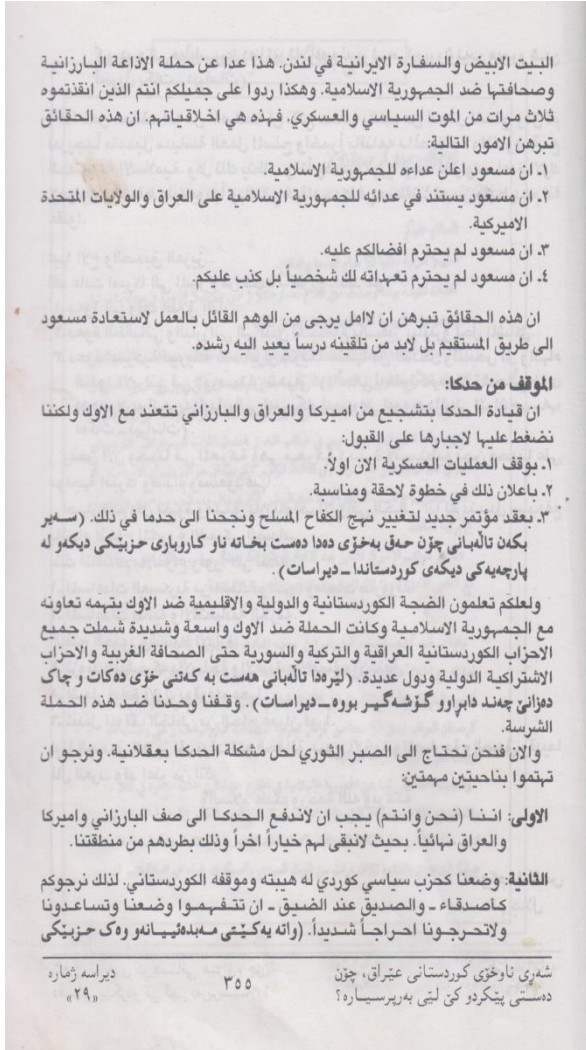 البيت الابيض والسفارة الايرانية في لندن. هذا عدا عن حملة الاذاعة البارزانية
وصحافتها ضد الجمهورية الاسلامية. وهكذا ردوا على جميلكم انتم الذين انقذتموه
ثلاث مرات من الموت السياسي والعسكري. فهذه هي اخلاقياتهم. ان هذه الحقائق
تبرهن الامور التالية:
١. ان مسعود اعلن عداءه للجمهورية الاسلامية.
٢. ان مسعود يستند في عدائه للجمهورية الاسلامية على العراق والولايات المتحدة
الاميركية.
٣. ان مسعود لم يحترم افضالكم عليه.
٤. ان مسعود لم يحترم تعهداته لك شخصياً بل كذب عليكم.
ان هذه الحقائق تبرهن ان لاامل يرجى من الوهم القائل بالعمل لاستعادة مسعود
الى طريق المستقيم بل لابد من تلقينه درساً يعيد اليه رشده.
الموقف من حدكا:
ان قيادة الحدكا بتشجيع من اميركا والعراق والبارزاني تتعند مع الاوك ولكننا
نضغط عليها لاجبارها على القبول:
١. بوقف العمليات العسكرية الان اولاً.
٢. باعلان ذلك في خطوة لاحقة ومناسبة.
٣. بعقد مؤتمر جديد لتغيير نهج الكفاح المسلح ونجحنا الى حدما في ذلك. (سەیر
بکەن تاڵەبانی چۆن حەق بەخۆی دەدا دەست بخاتە ناو کاروباری حزبێکی دیکەو لە
پارچەیەکی دیکەی کوردستاندا ــ دیراسات)
ولعلكم تعلمون الضجة الكوردستانية والدولية والاقليمية ضد الاوك بتهمه تعاونه
مع الجمهورية الاسلامية وكانت الحملة ضد الاوك واسعة وشديدة شملت جميع
الاحزاب الكوردستانية العراقية والتركية والسورية حتى الصحافة الغربية والاحزاب
الاشتراكية الدولية ودول عديدة. (لێرەدا تاڵەبانی هەست بە کەتنی خۆی دەکات و چاک
دەزانێ چەند دابراوو گۆشەگیر بووە ــ دیراسات). وقفنا وحدنا ضد هذه الحملة
الشرسة.
والان فنحن نحتاج الى الصبر الثوري لحل مشكلة الحدكا بعقلانية. ونرجو ان
تهتموا بناحيتين مهمتين:
الاولى: اننا (نحن وانتم) يجب ان لاندفع الحدكا الى صف البارزاني واميركا
والعراق نهائياً. بحيث لانبقى لهم خياراً اخراً وذلك بطردهم من منطقتنا.
الثانية: وضعنا كحزب سياسي كوردي له هيبته وموقفه الكوردستاني. لذلك نرجوكم
كاصدقاء ــ والصديق عند الضيق ــ ان تتفهموا وضعنا وتساعدونا
ولاتحرجونا احراجاً شديداً. (واتە یەکێتی مەبدەئییانەو وەک حزبێکی
شەڕی ناوخۆی کوردستانی عێراق، چۆن
دەستی پێکردو کێ لێی بەرپرسیارە؟
٣٥٥
دیراسە ژمارە
«٢٩»